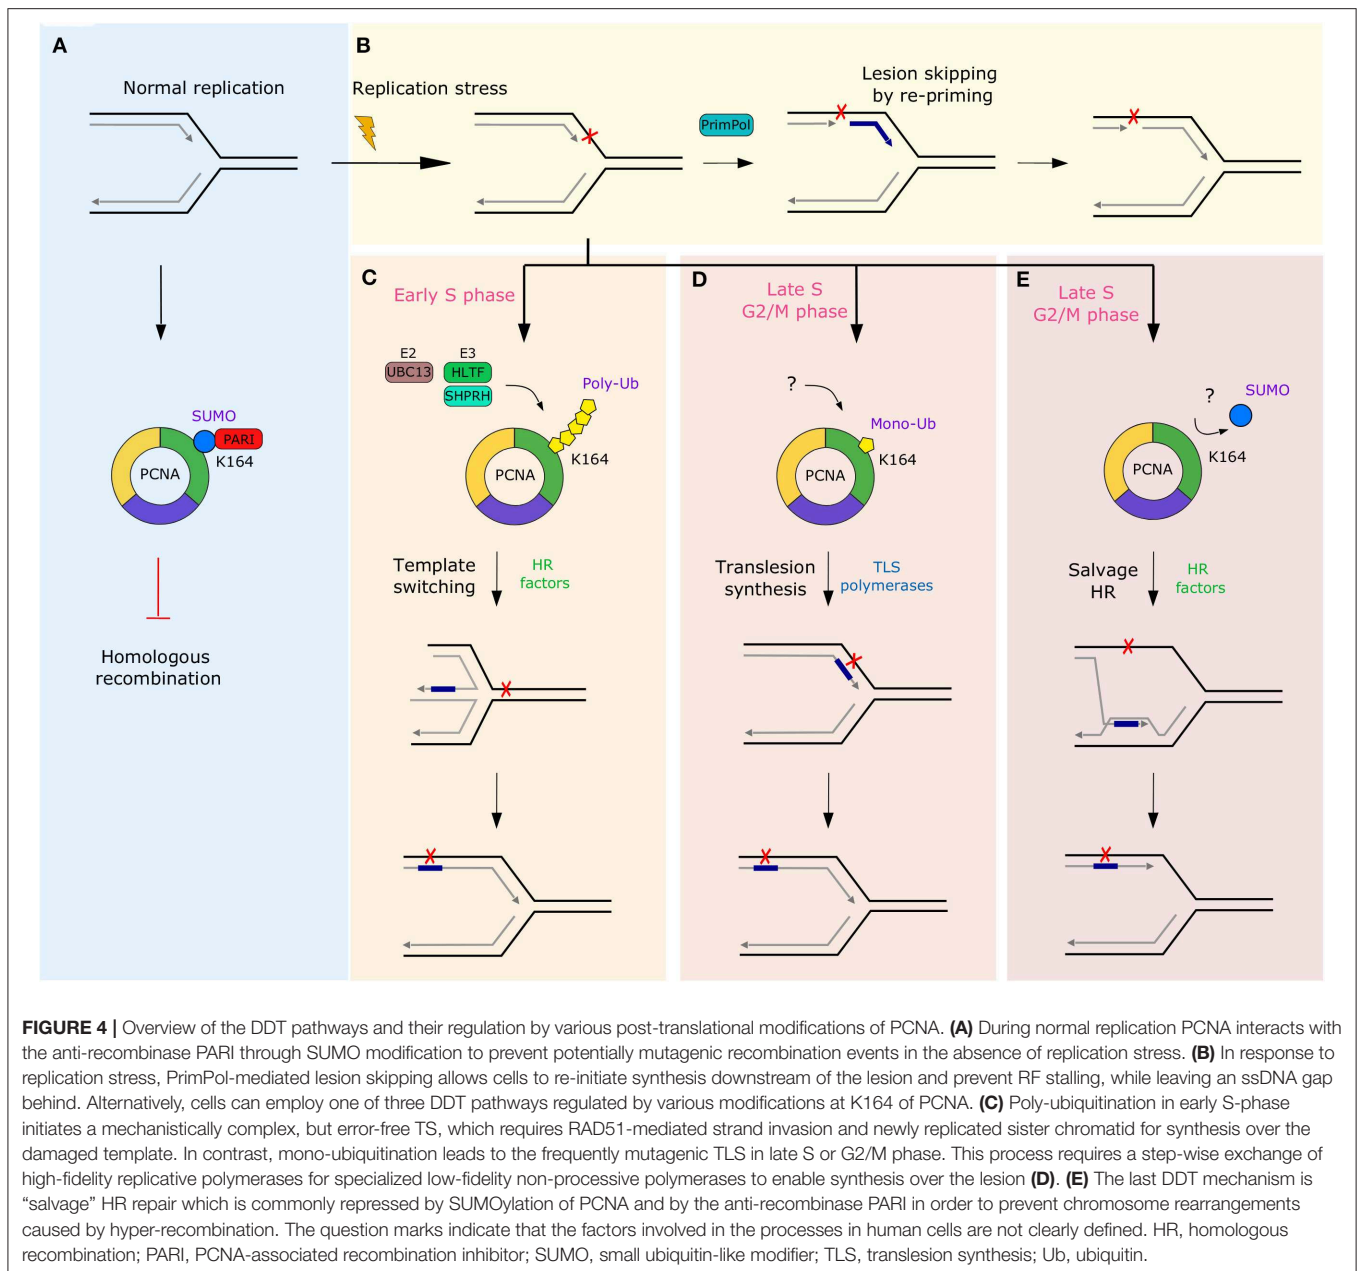 A
Normal replication
SUMO
PARI
K164
PCNA
Homologous
recombination
B
Replication stress
PrimPol
Lesion skipping
by re-priming
C
Early S phase
E2
UBC13
E3
HLTF
SHPRH
Poly-Ub
K164
PCNA
Template
switching
HR
factors
D
Late S
G2/M phase
?
Mono-Ub
K164
PCNA
Translesion
synthesis
TLS
polymerases
E
Late S
G2/M phase
?
SUMO
K164
PCNA
Salvage
HR
HR
factors
FIGURE 4 | Overview of the DDT pathways and their regulation by various post-translational modifications of PCNA. (A) During normal replication PCNA interacts with
the anti-recombinase PARI through SUMO modification to prevent potentially mutagenic recombination events in the absence of replication stress. (B) In response to
replication stress, PrimPol-mediated lesion skipping allows cells to re-initiate synthesis downstream of the lesion and prevent RF stalling, while leaving an ssDNA gap
behind. Alternatively, cells can employ one of three DDT pathways regulated by various modifications at K164 of PCNA. (C) Poly-ubiquitination in early S-phase
initiates a mechanistically complex, but error-free TS, which requires RAD51-mediated strand invasion and newly replicated sister chromatid for synthesis over the
damaged template. In contrast, mono-ubiquitination leads to the frequently mutagenic TLS in late S or G2/M phase. This process requires a step-wise exchange of
high-fidelity replicative polymerases for specialized low-fidelity non-processive polymerases to enable synthesis over the lesion (D). (E) The last DDT mechanism is
“salvage” HR repair which is commonly repressed by SUMOylation of PCNA and by the anti-recombinase PARI in order to prevent chromosome rearrangements
caused by hyper-recombination. The question marks indicate that the factors involved in the processes in human cells are not clearly defined. HR, homologous
recombination; PARI, PCNA-associated recombination inhibitor; SUMO, small ubiquitin-like modifier; TLS, translesion synthesis; Ub, ubiquitin.